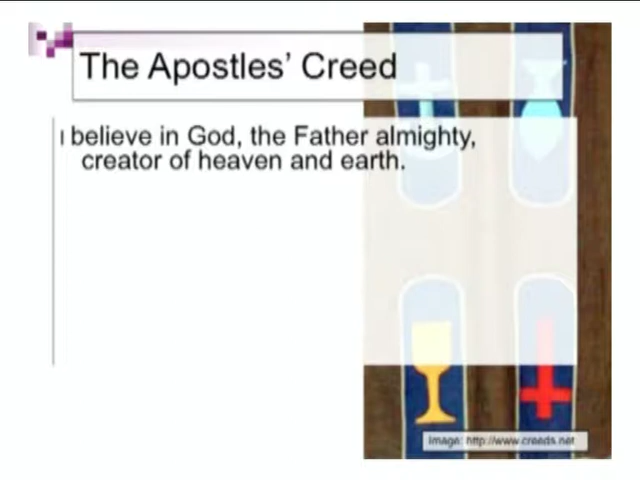 The Apostles’ Creed
I believe in God, the Father almighty,
creator of heaven and earth.
Image: http://www.creeds.net